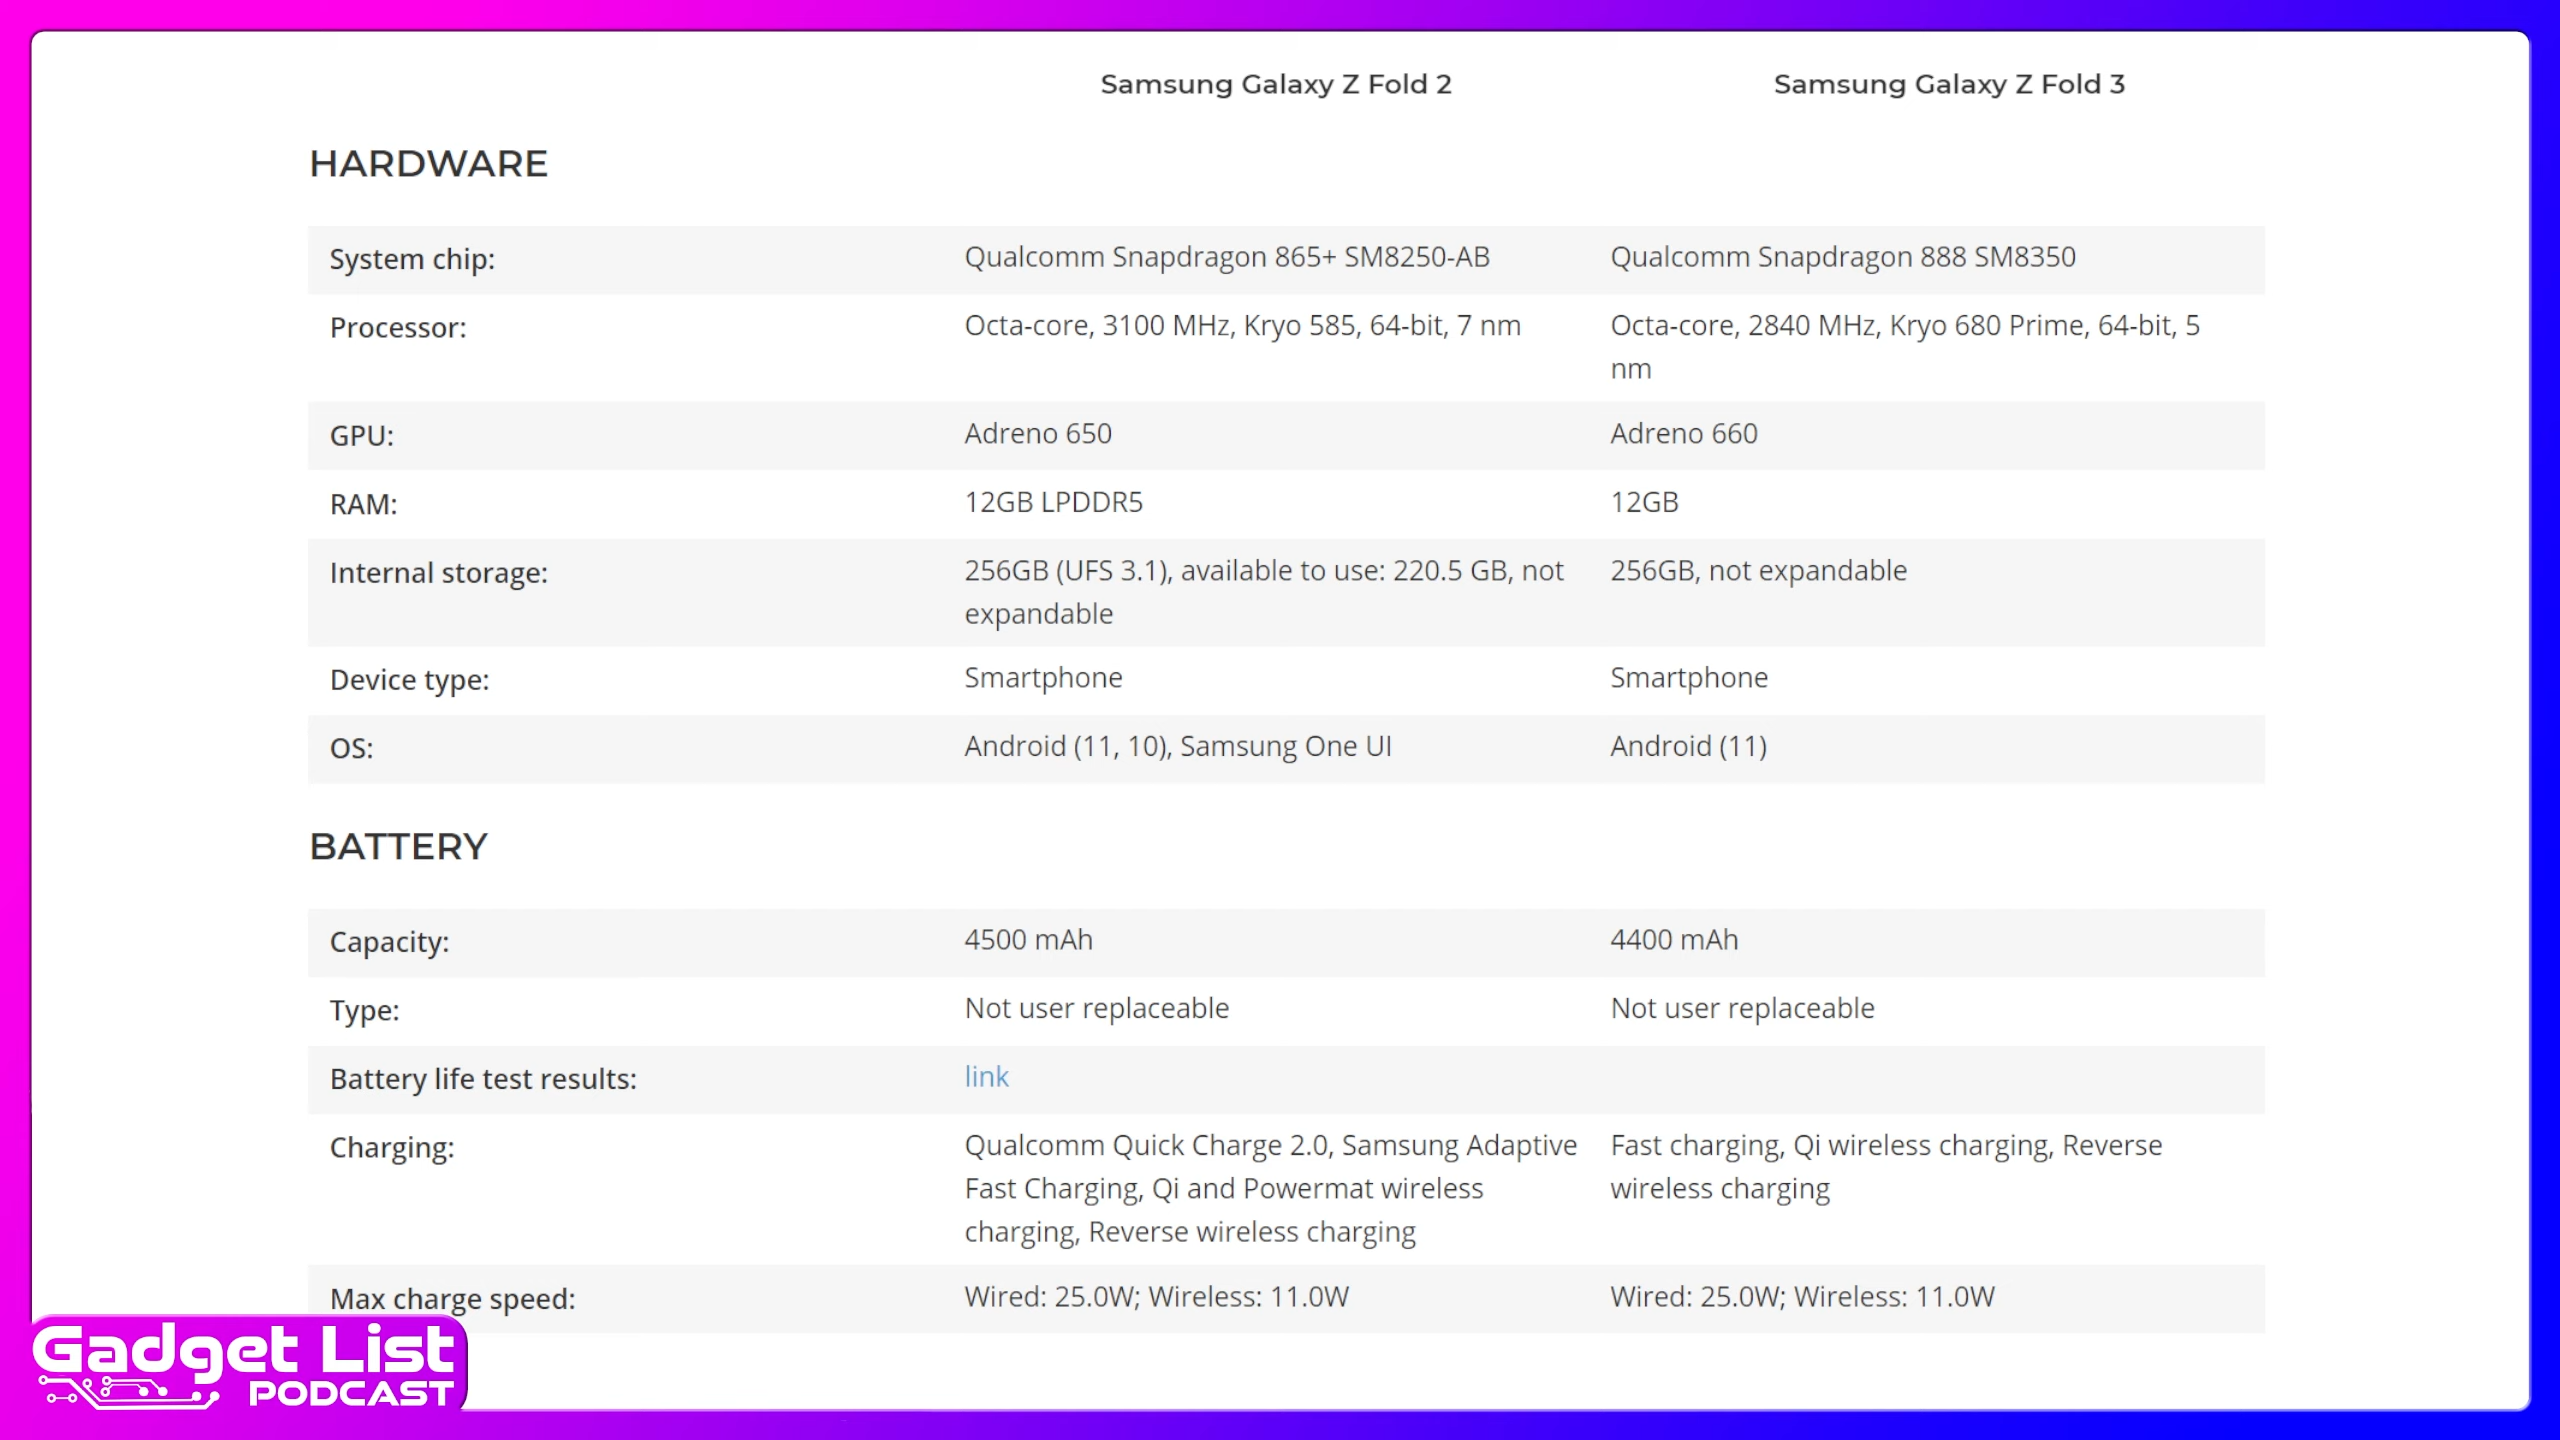 Samsung Galaxy Z Fold 2 Samsung Galaxy Z Fold 3
HARDWARE
System chip: Qualcomm Snapdragon 865+ SM8250-AB Qualcomm Snapdragon 888 SM8350
Processor: Octa-core, 3100 MHz, Kryo 585, 64-bit, 7 nm Octa-core, 2840 MHz, Kryo 680 Prime, 64-bit, 5
nm
GPU: Adreno 650 Adreno 660
RAM: 12GB LPDDR5 12GB
Internal storage: 256GB (UFS 3.1), available to use: 220.5 GB, not 256GB, not expandable
expandable
Device type: Smartphone Smartphone
OS: Android (11, 10), Samsung One UI Android (11)
BATTERY
Capacity: 4500 mAh 4400 mAh
Type: Not user replaceable Not user replaceable
Battery life test results: link
Charging: Qualcomm Quick Charge 2.0, Samsung Adaptive Fast charging, Qi wireless charging, Reverse
Fast Charging, Qi and Powermat wireless wireless charging
charging, Reverse wireless charging
Max charge speed: Wired: 25.0W; Wireless: 11.0W Wired: 25.0W; Wireless: 11.0W
Gadget List
PODCAST